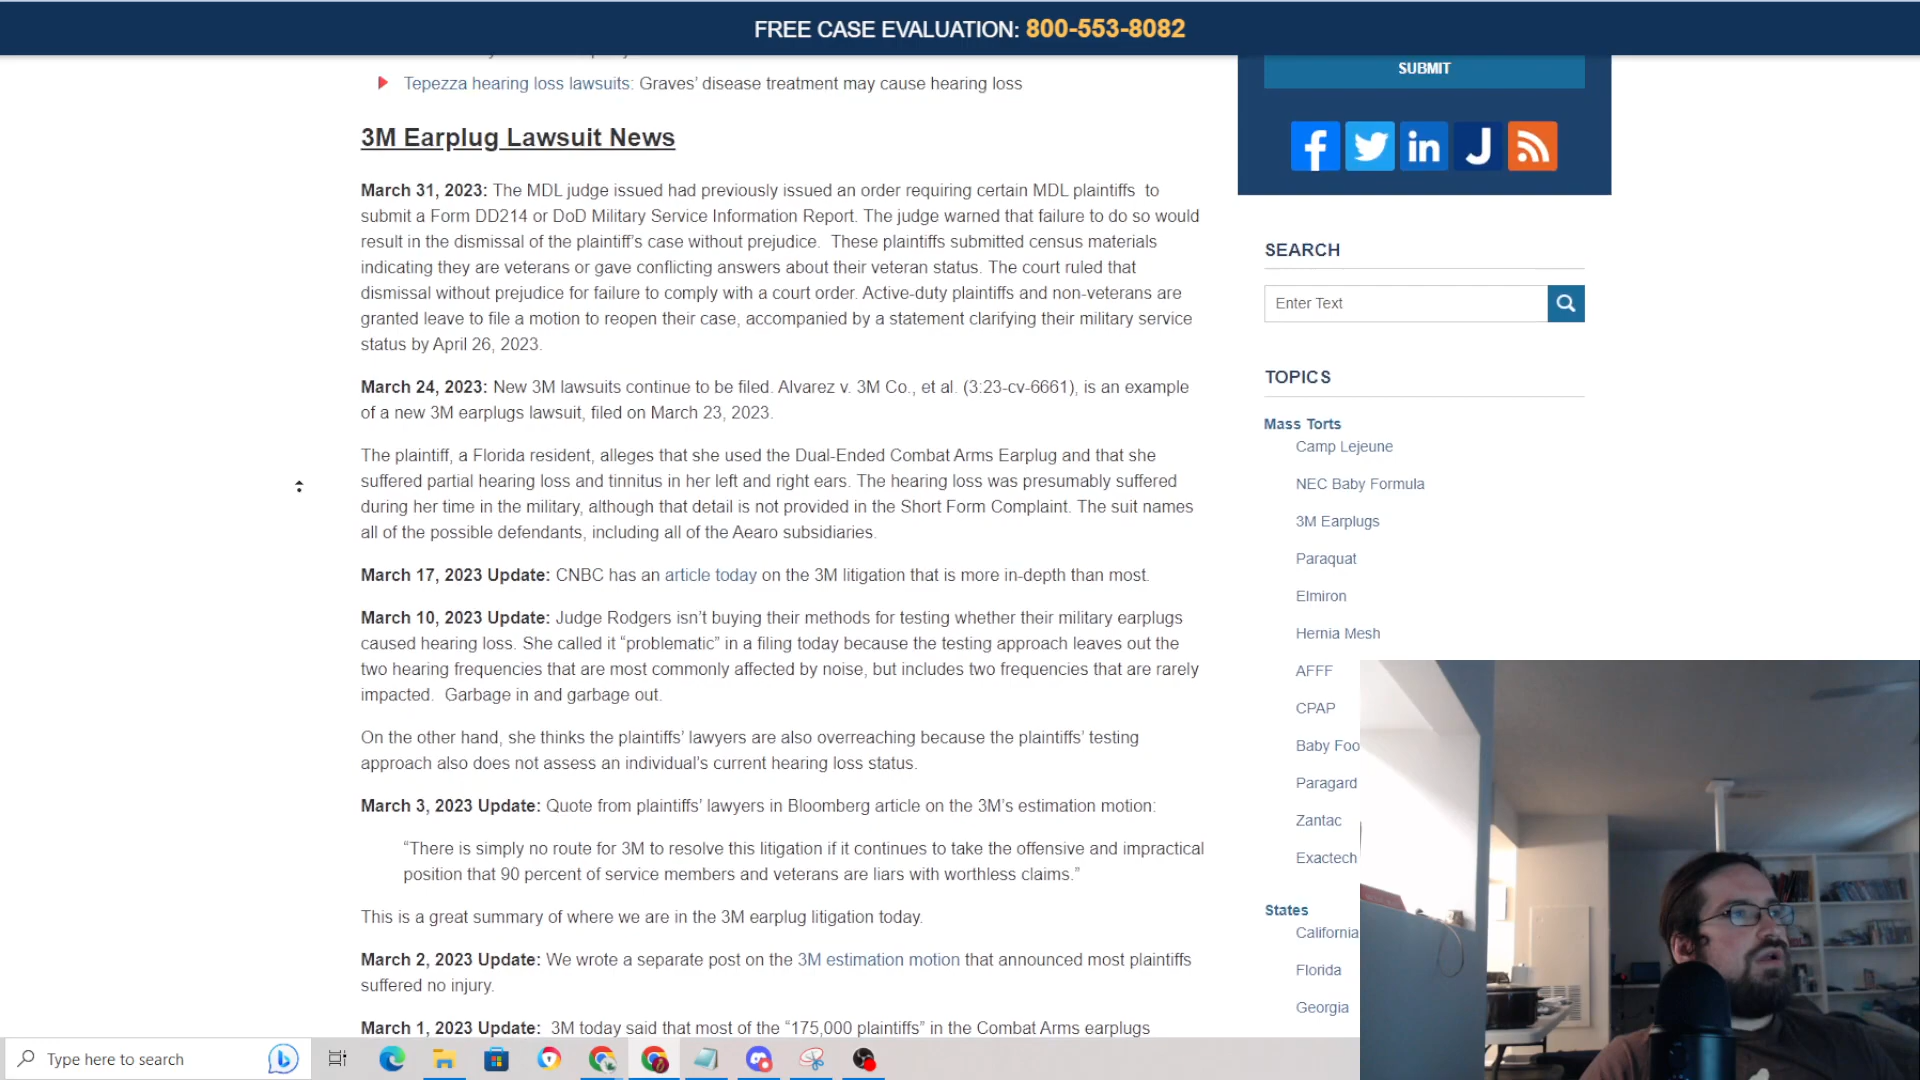 FREE CASE EVALUATION: 800-553-8082
Tepezza hearing loss lawsuits: Graves’ disease treatment may cause hearing loss
3M Earplug Lawsuit News
March 31, 2023: The MDL judge issued had previously issued an order requiring certain MDL plaintiffs to
submit a Form DD214 or DoD Military Service Information Report. The judge warned that failure to do so would
result in the dismissal of the plaintiff’s case without prejudice. These plaintiffs submitted census materials
indicating they are veterans or gave conflicting answers about their veteran status. The court ruled that
dismissal without prejudice for failure to comply with a court order. Active-duty plaintiffs and non-veterans are
granted leave to file a motion to reopen their case, accompanied by a statement clarifying their military service
status by April 26, 2023.
March 24, 2023: New 3M lawsuits continue to be filed. Alvarez v. 3M Co., et al. (3:23-cv-6661), is an example
of a new 3M earplugs lawsuit, filed on March 23, 2023.
The plaintiff, a Florida resident, alleges that she used the Dual-Ended Combat Arms Earplug and that she
suffered partial hearing loss and tinnitus in her left and right ears. The hearing loss was presumably suffered
during her time in the military, although that detail is not provided in the Short Form Complaint. The suit names
all of the possible defendants, including all of the Aearo subsidiaries.
March 17, 2023 Update: CNBC has an article today on the 3M litigation that is more in-depth than most.
March 10, 2023 Update: Judge Rodgers isn’t buying their methods for testing whether their military earplugs
caused hearing loss. She called it “problematic” in a filing today because the testing approach leaves out the
two hearing frequencies that are most commonly affected by noise, but includes two frequencies that are rarely
impacted. Garbage in and garbage out.
On the other hand, she thinks the plaintiffs’ lawyers are also overreaching because the plaintiffs’ testing
approach also does not assess an individual’s current hearing loss status.
March 3, 2023 Update: Quote from plaintiffs’ lawyers in Bloomberg article on the 3M’s estimation motion:
“There is simply no route for 3M to resolve this litigation if it continues to take the offensive and impractical
position that 90 percent of service members and veterans are liars with worthless claims.”
This is a great summary of where we are in the 3M earplug litigation today.
March 2, 2023 Update: We wrote a separate post on the 3M estimation motion that announced most plaintiffs
suffered no injury.
March 1, 2023 Update: 3M today said that most of the “175,000 plaintiffs” in the Combat Arms earplugs
SUBMIT
SEARCH
Enter Text
TOPICS
Mass Torts
Camp Lejeune
NEC Baby Formula
3M Earplugs
Paraquat
Elmiron
Hernia Mesh
AFFF
CPAP
Baby Foo
Paragard
Zantac
Exactech
States
California
Florida
Georgia
Type here to search